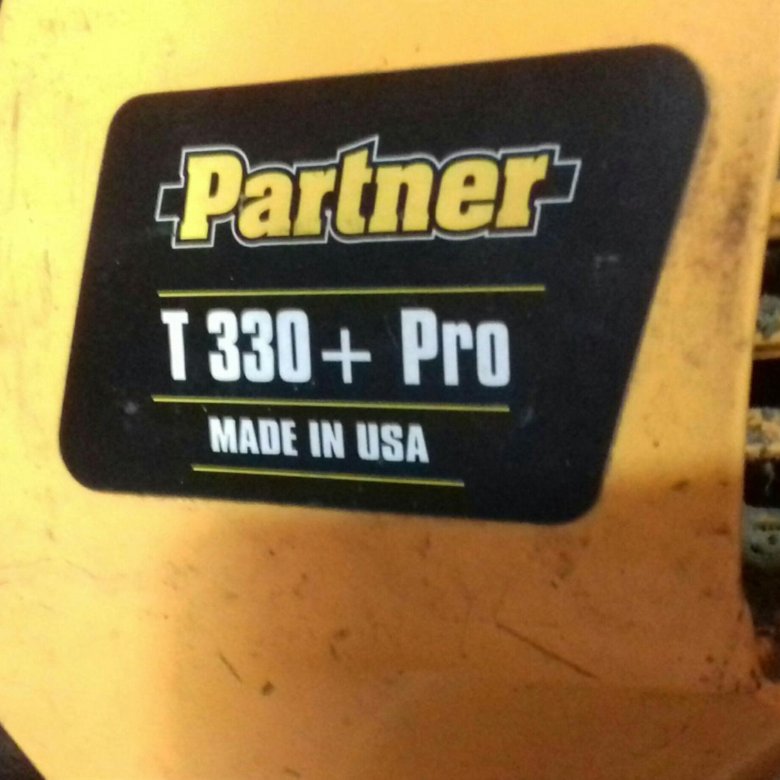 Partner
T 330+ Pro
MADE IN USA